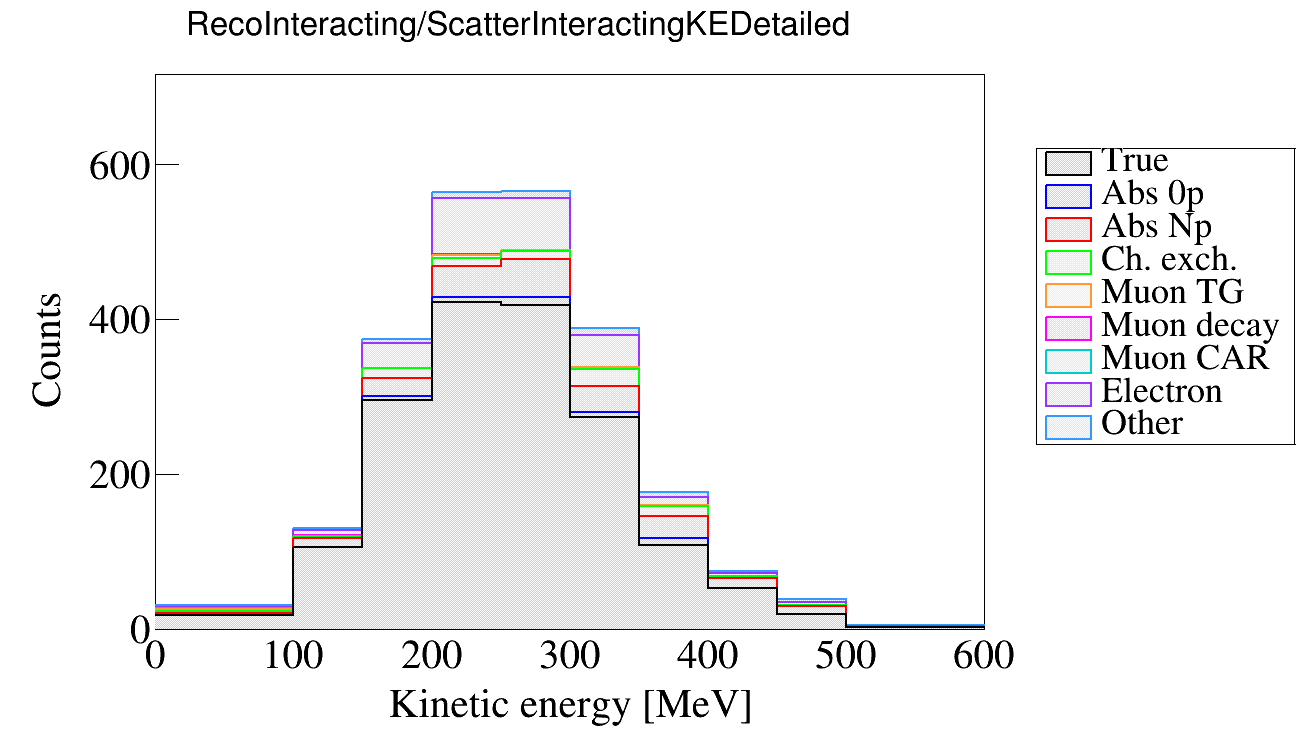 RecoInteracting/ScatterInteractingKEDetailed
600
400
200
0
Counts
0 100 200 300 400 500 600
Kinetic energy [MeV]
True
Abs 0p
Abs Np
Ch. exch.
Muon TG
Muon decay
Muon CAR
Electron
Other